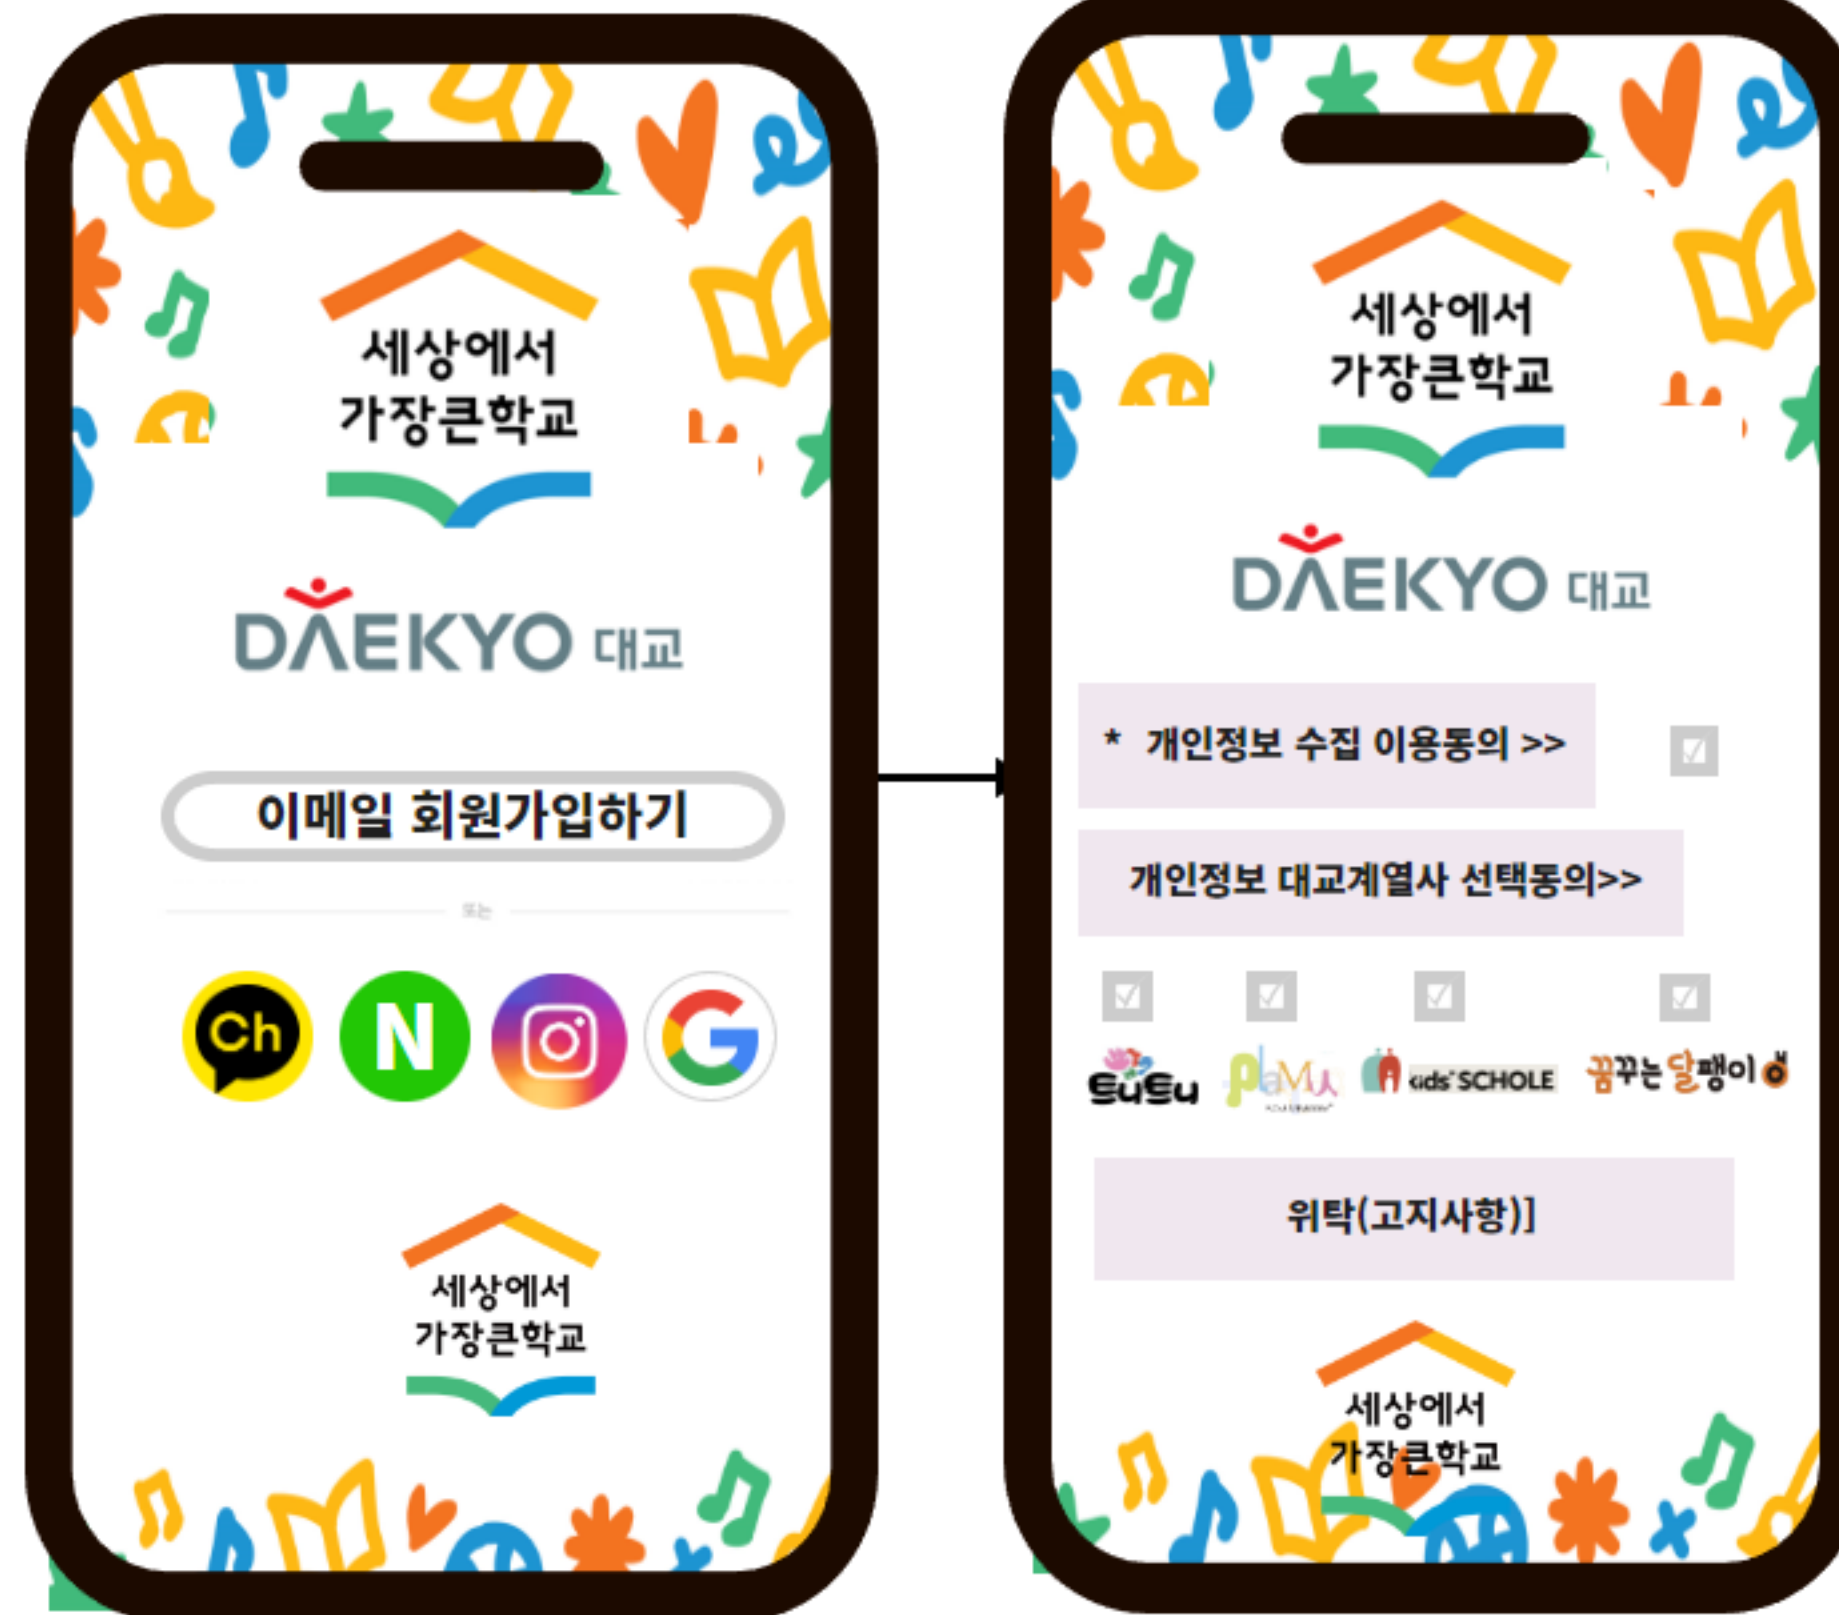 세상에서
가장큰학교
DAEKYO 대교
이메일 회원가입하기
또는
Ch
N
G
세상에서
가장큰학교
세상에서
가장큰학교
DAEKYO 대교
* 개인정보 수집 이용동의 >>
개인정보 대교계열사 선택동의>>
playMu
kids' SCHOLE
꿈꾸는 달팽이
위탁(고지사항)]
세상에서
가장큰학교